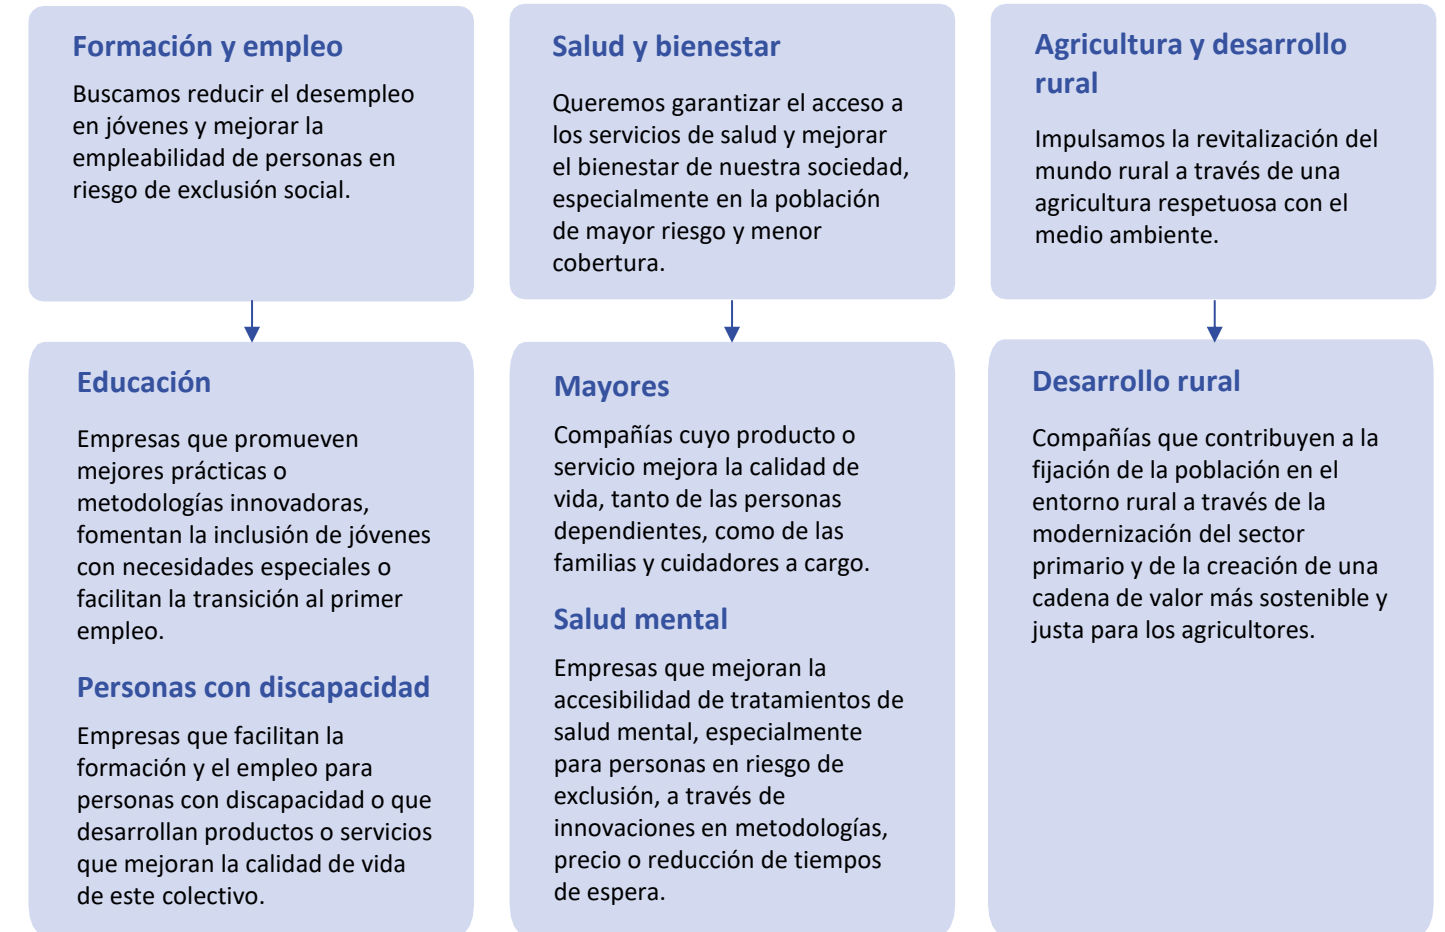 Formación y empleo
Buscamos reducir el desempleo
en jóvenes y mejorar la
empleabilidad de personas en
riesgo de exclusión social.
Salud y bienestar
Queremos garantizar el acceso a
los servicios de salud y mejorar
el bienestar de nuestra sociedad,
especialmente en la población
de mayor riesgo y menor
cobertura.
Agricultura y desarrollo
rural
Impulsamos la revitalización del
mundo rural a través de una
agricultura respetuosa con el
medio ambiente.
Educación
Empresas que promueven
mejores prácticas o
metodologías innovadoras,
fomentan la inclusión de jóvenes
con necesidades especiales o
facilitan la transición al primer
empleo.
Personas con discapacidad
Empresas que facilitan la
formación y el empleo para
personas con discapacidad o que
desarrollan productos o servicios
que mejoran la calidad de vida
de este colectivo.
Mayores
Compañías cuyo producto o
servicio mejora la calidad de
vida, tanto de las personas
dependientes, como de las
familias y cuidadores a cargo.
Salud mental
Empresas que mejoran la
accesibilidad de tratamientos de
salud mental, especialmente
para personas en riesgo de
exclusión, a través de
innovaciones en metodologías,
precio o reducción de tiempos
de espera.
Desarrollo rural
Compañías que contribuyen a la
fijación de la población en el
entorno rural a través de la
modernización del sector
primario y de la creación de una
cadena de valor más sostenible y
justa para los agricultores.